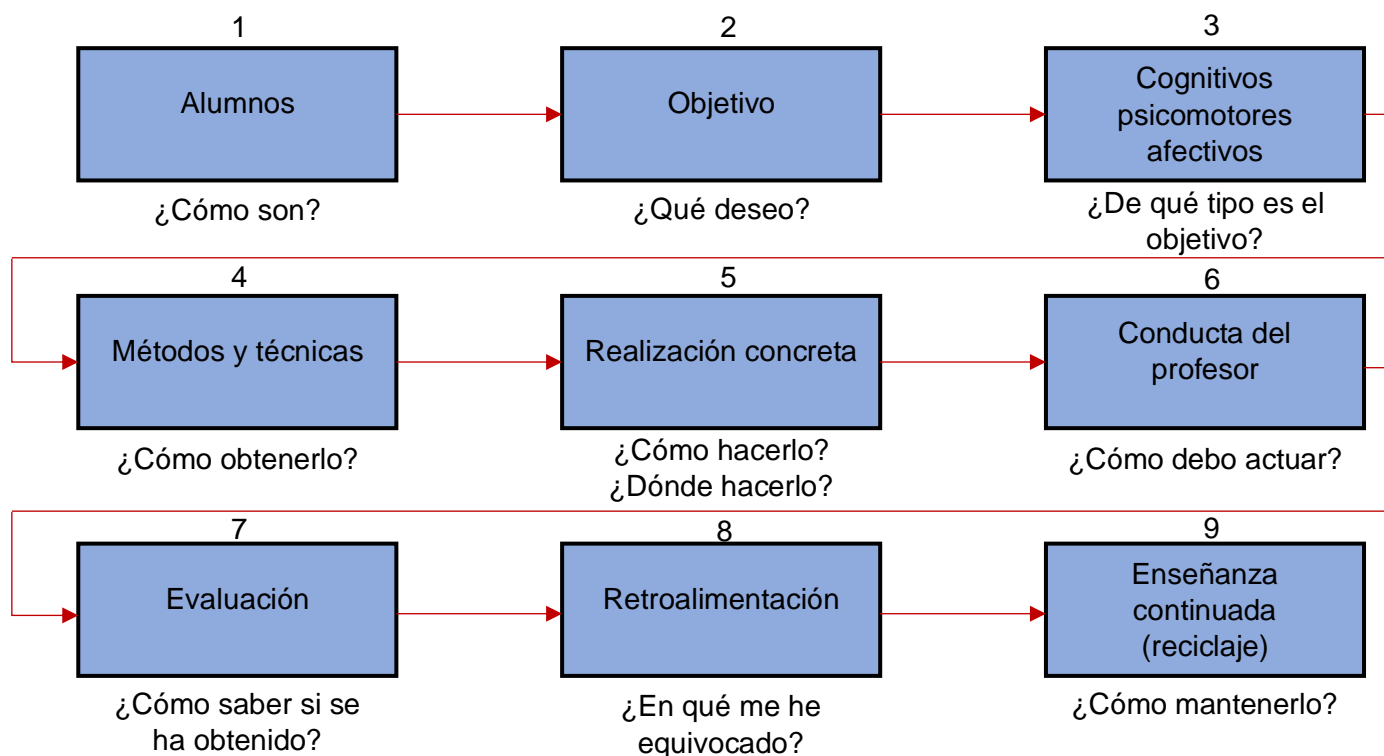 1
Alumnos
¿Cómo son?
2
Objetivo
¿Qué deseo?
3
Cognitivos
psicomotores
afectivos
¿De qué tipo es el
objetivo?
4
Métodos y técnicas
¿Cómo obtenerlo?
5
Realización concreta
¿Cómo hacerlo?
¿Dónde hacerlo?
6
Conducta del
profesor
¿Cómo debo actuar?
7
Evaluación
¿Cómo saber si se
ha obtenido?
8
Retroalimentación
¿En qué me he
equivocado?
9
Enseñanza
continuada
(reciclaje)
¿Cómo mantenerlo?